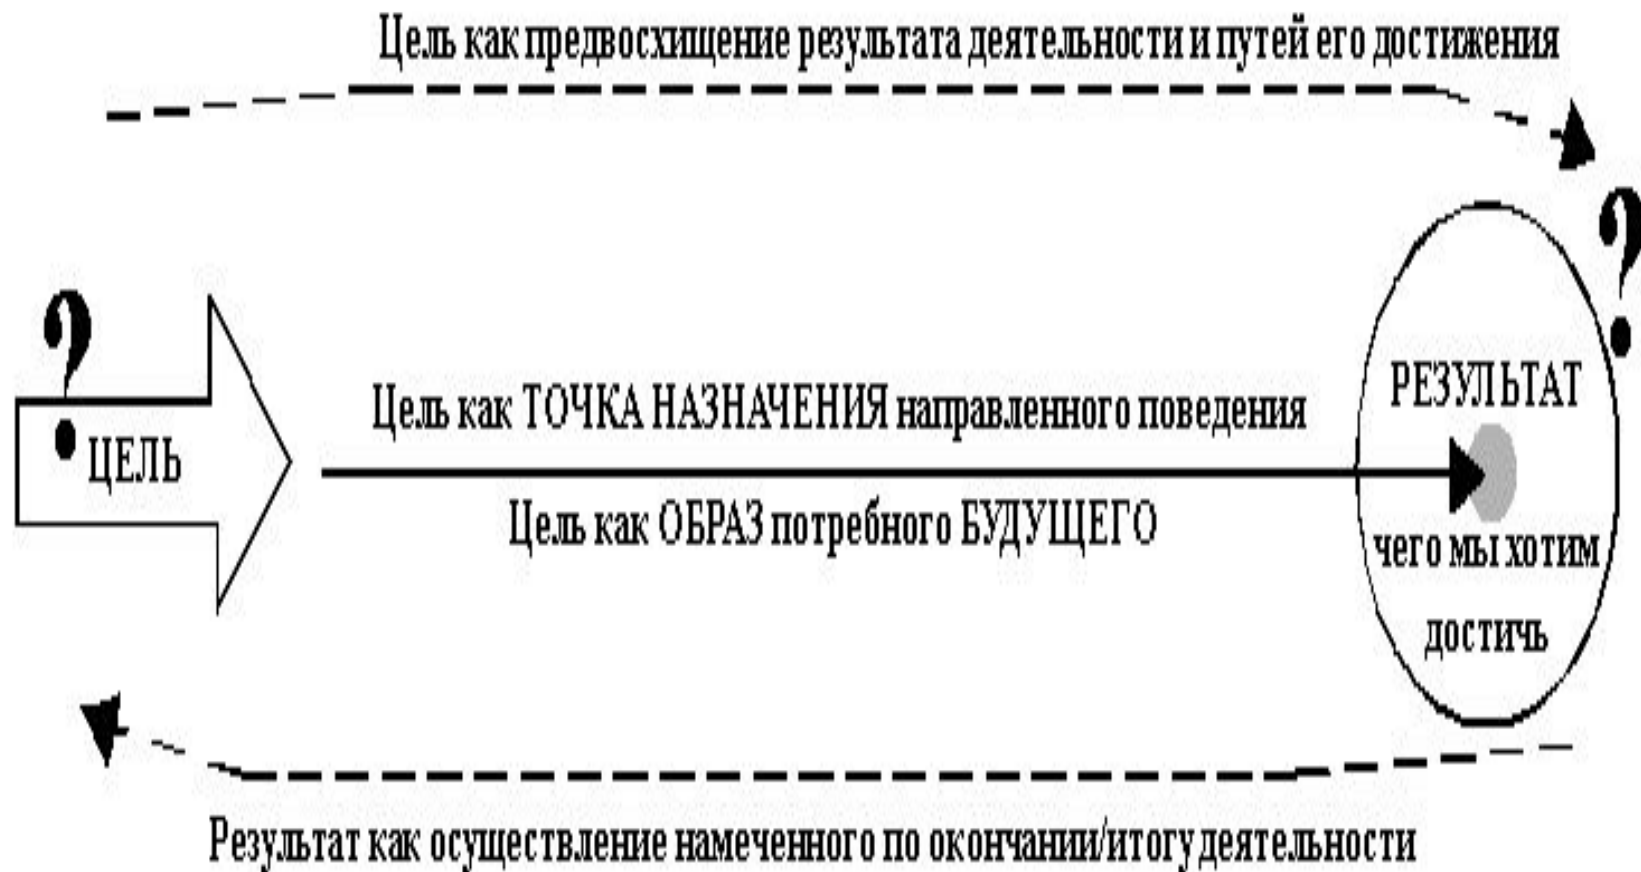 Цель как предвосхищение результата деятельности и путей его достижения
?
?
ЦЕЛЬ
Цель как ТОЧКА НАЗНАЧЕНИЯ направленного поведения
Цель как ОБРАЗ потребного БУДУЩЕГО
РЕЗУЛЬТАТ
чего мы хотим
достичь
Результат как осуществление намеченного по окончании/итогу деятельности